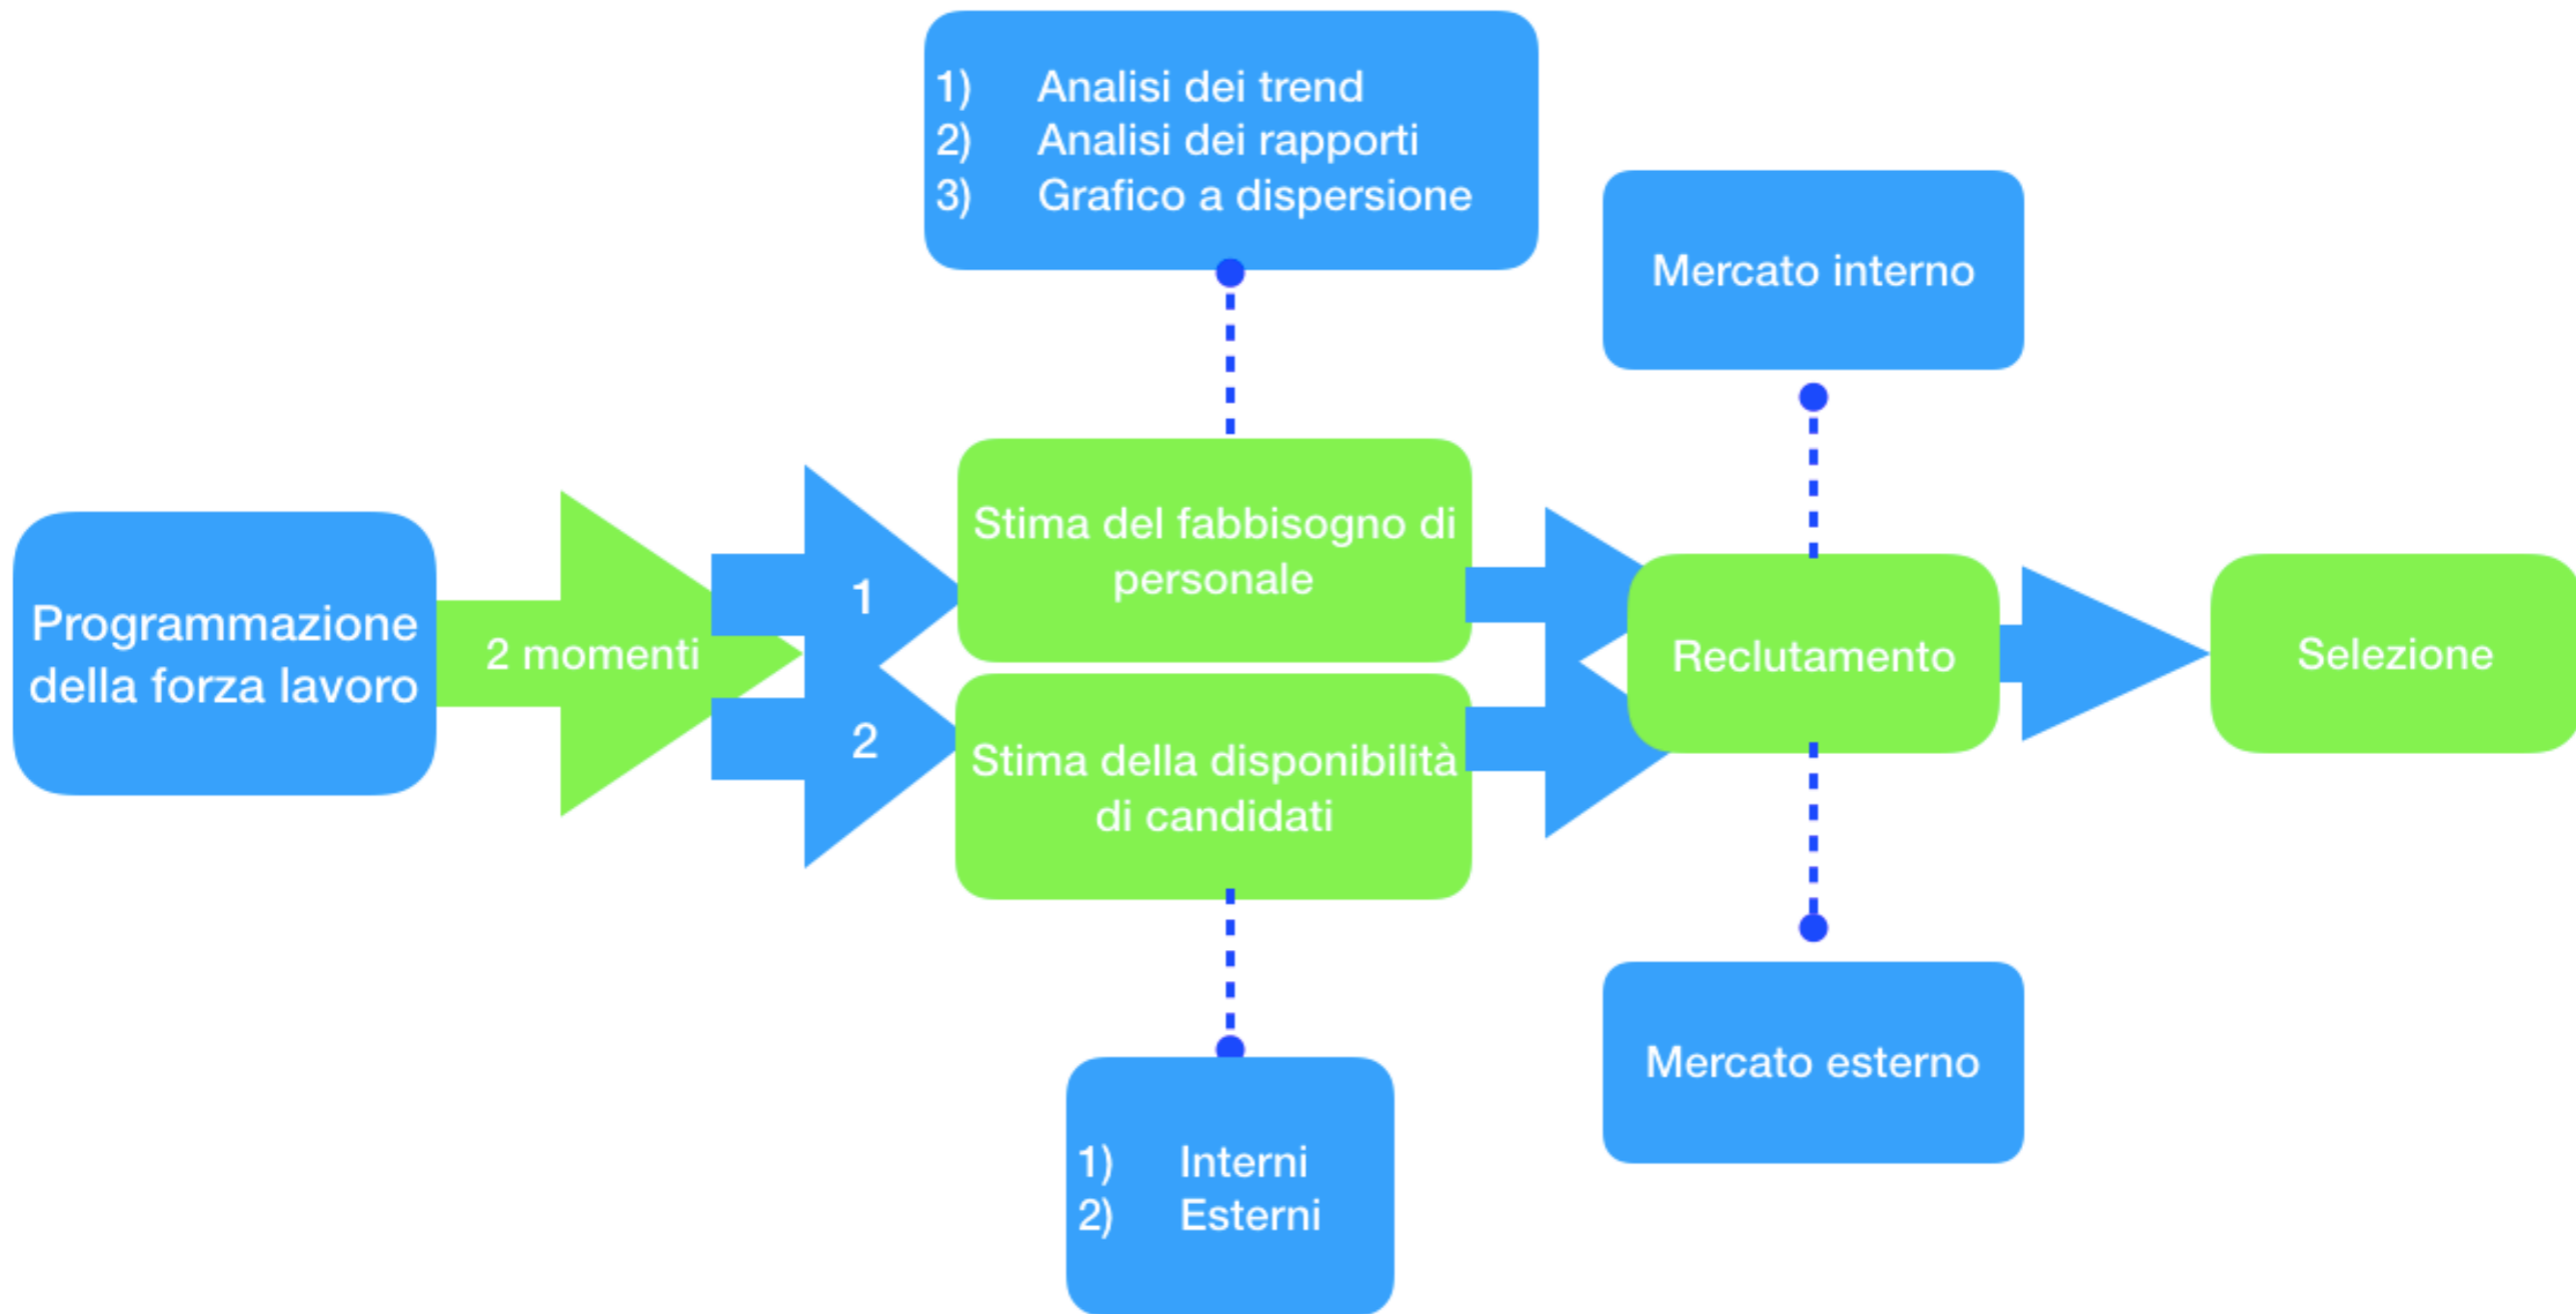 1) Analisi dei trend
2) Analisi dei rapporti
3) Grafico a dispersione
Mercato interno
Programmazione
della forza lavoro
2 momenti
1
2
Stima del fabbisogno di
personale
Stima della disponibilità
di candidati
Reclutamento
Selezione
1) Interni
2) Esterni
Mercato esterno